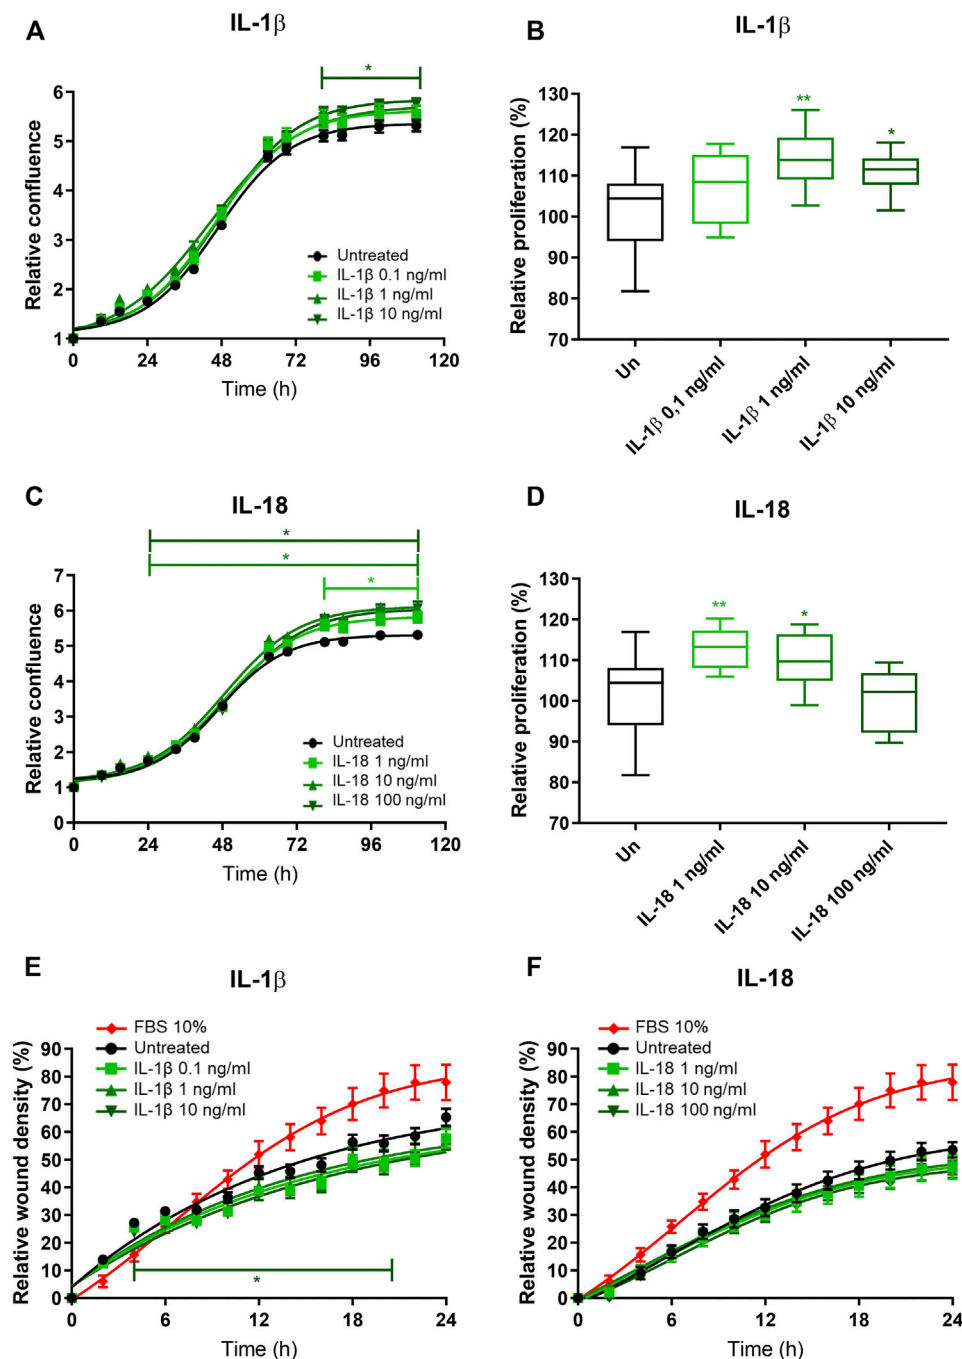 A
IL-1β
*
Relative confluence
6
5
4
3
2
1
Untreated
IL-1β 0.1 ng/ml
IL-1β 1 ng/ml
IL-1β 10 ng/ml
0 24 48 72 96 120
Time (h)
B
IL-1β
Relative proliferation (%)
130
120
110
100
90
80
70
**
*
Un
IL-1β 0,1 ng/ml
IL-1β 1 ng/ml
IL-1β 10 ng/ml
C
IL-18
*
*
*
Relative confluence
7
6
5
4
3
2
1
0
Untreated
IL-18 1 ng/ml
IL-18 10 ng/ml
IL-18 100 ng/ml
0 24 48 72 96 120
Time (h)
D
IL-18
Relative proliferation (%)
130
120
110
100
90
80
70
**
*
Un
IL-18 1 ng/ml
IL-18 10 ng/ml
IL-18 100 ng/ml
E
IL-1β
FBS 10%
Untreated
IL-1β 0.1 ng/ml
IL-1β 1 ng/ml
IL-1β 10 ng/ml
Relative wound density (%)
90
80
70
60
50
40
30
20
10
0
*
0 6 12 18 24
Time (h)
F
IL-18
FBS 10%
Untreated
IL-18 1 ng/ml
IL-18 10 ng/ml
IL-18 100 ng/ml
Relative wound density (%)
90
80
70
60
50
40
30
20
10
0
0 6 12 18 24
Time (h)